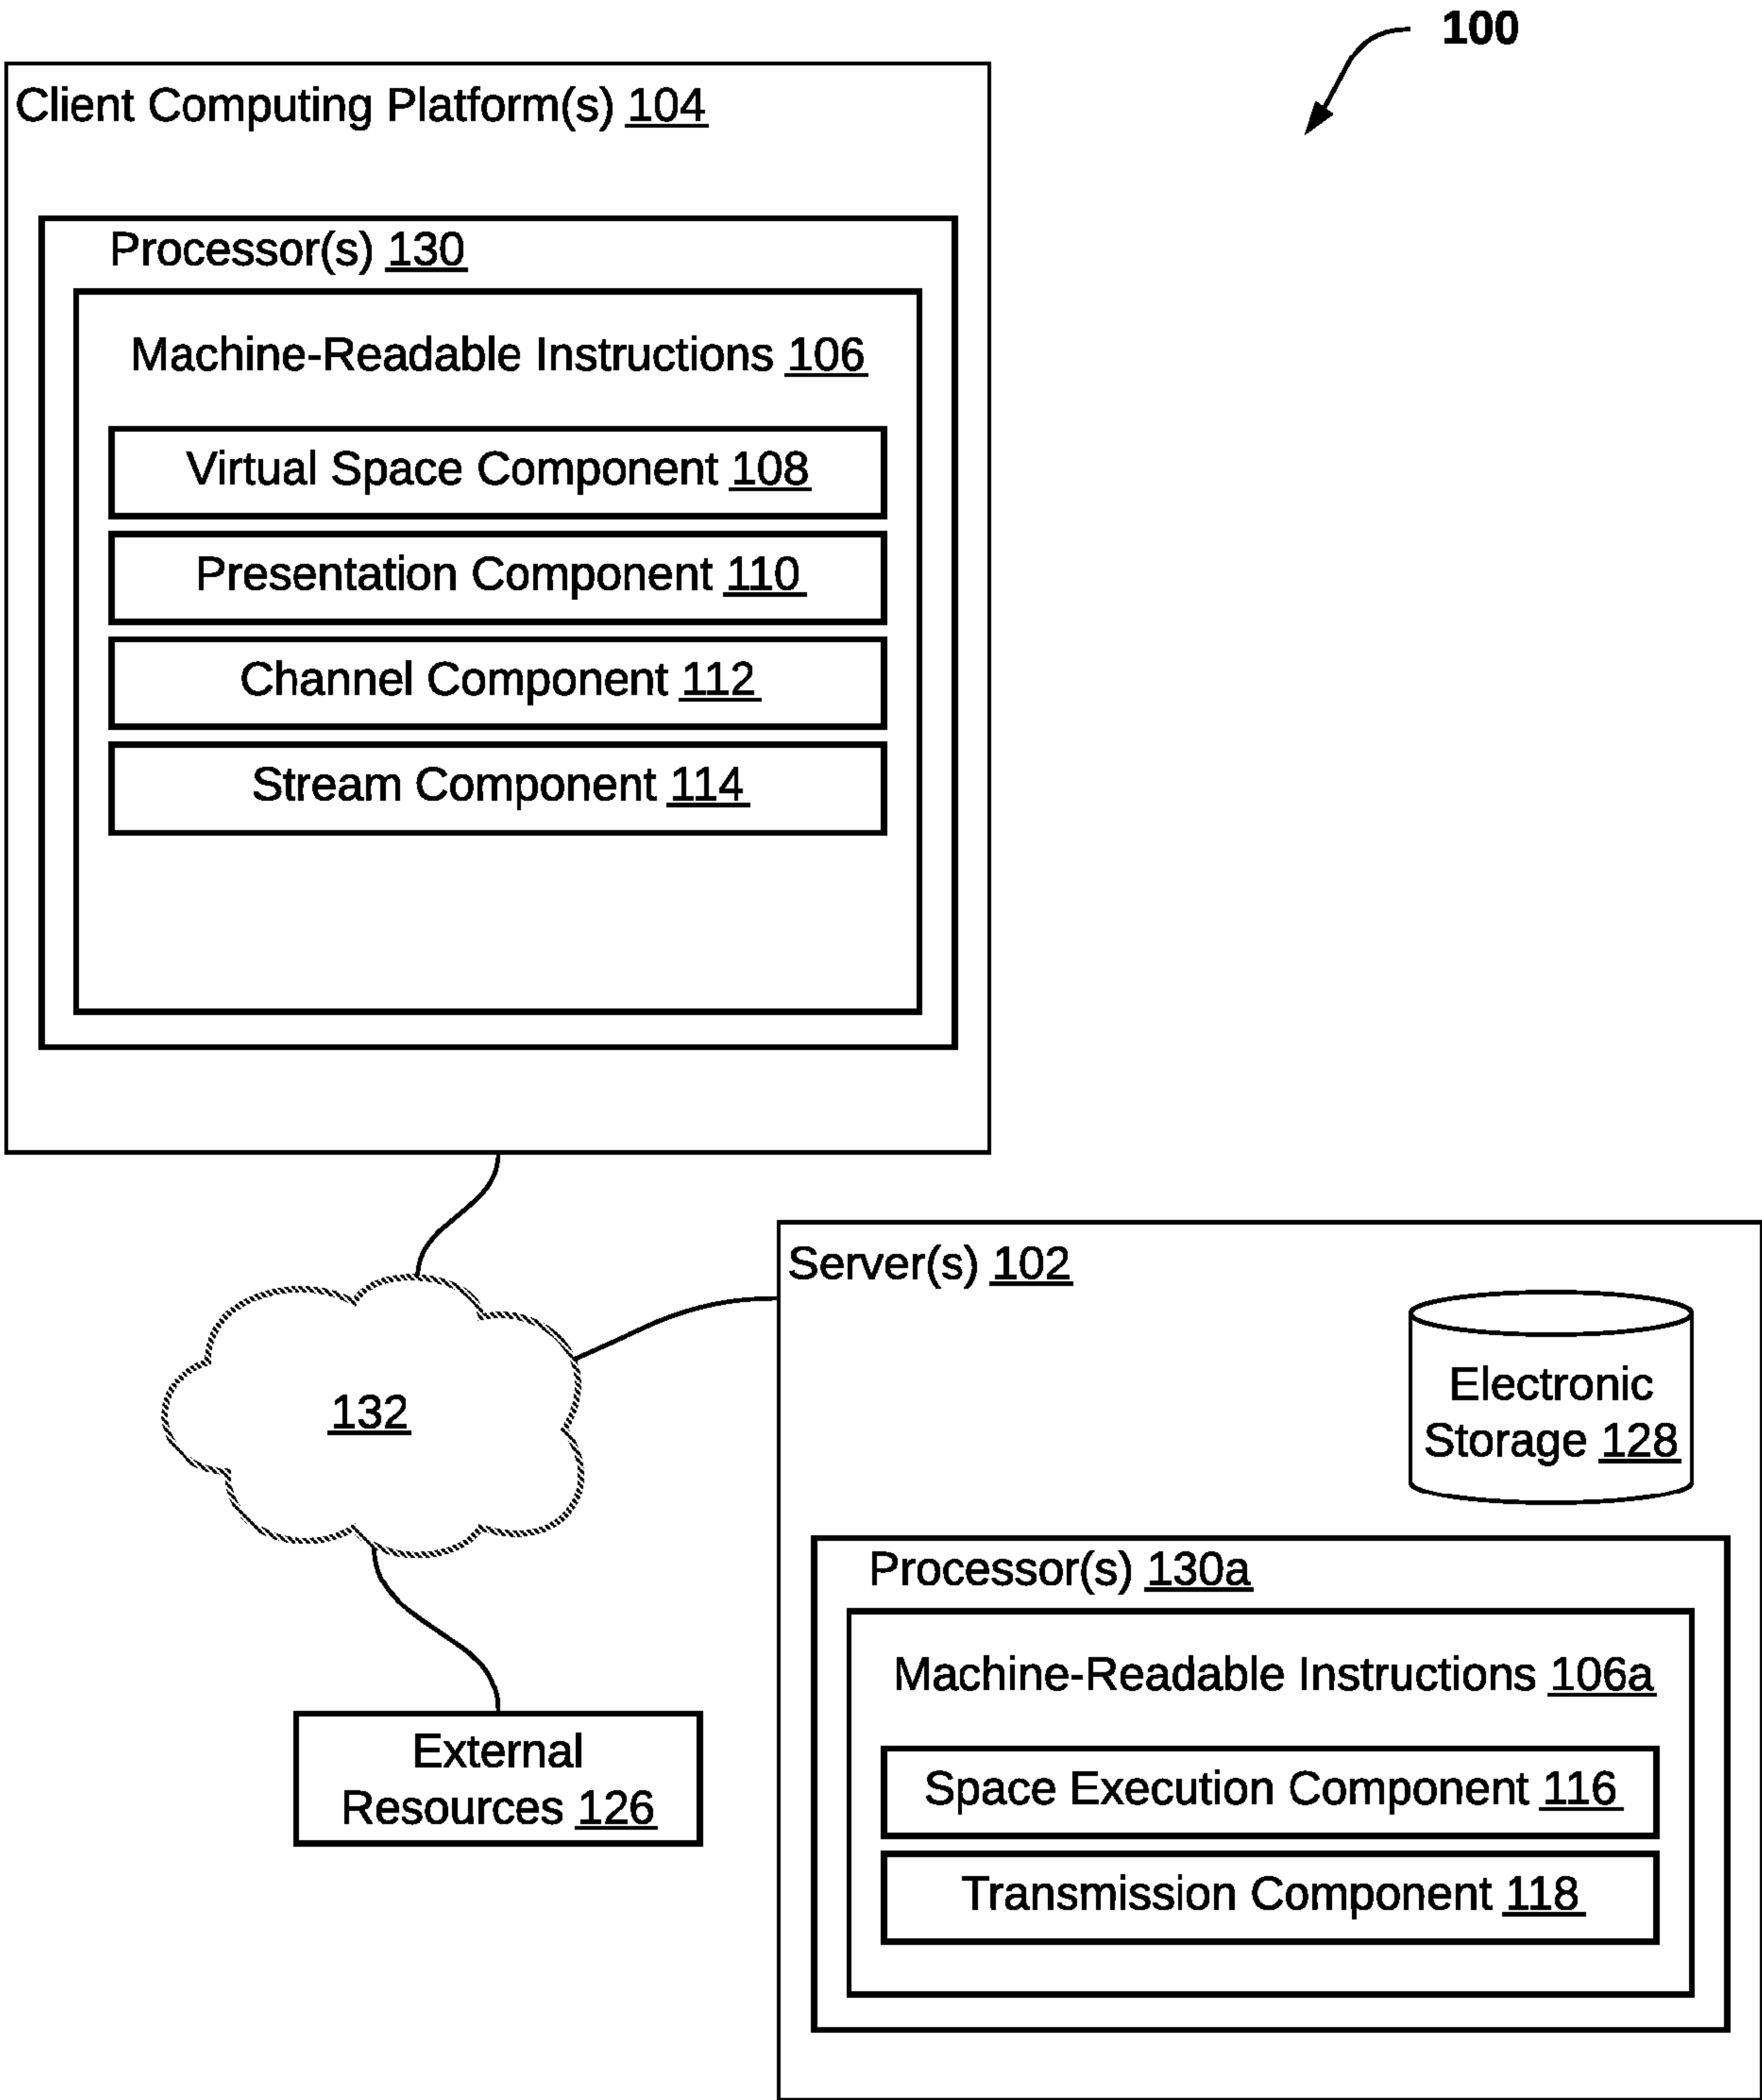 100
Client Computing Platform(s) 104
Processor(s) 130
Machine-Readable Instructions 106
Virtual Space Component 108
Presentation Component 110
Channel Component 112
Stream Component 114
Server(s) 102
Electronic
Storage 128
132
Processor(s) 130a
Machine-Readable Instructions 106a
External
Resources 126
Space Execution Component 116
Transmission Component 118